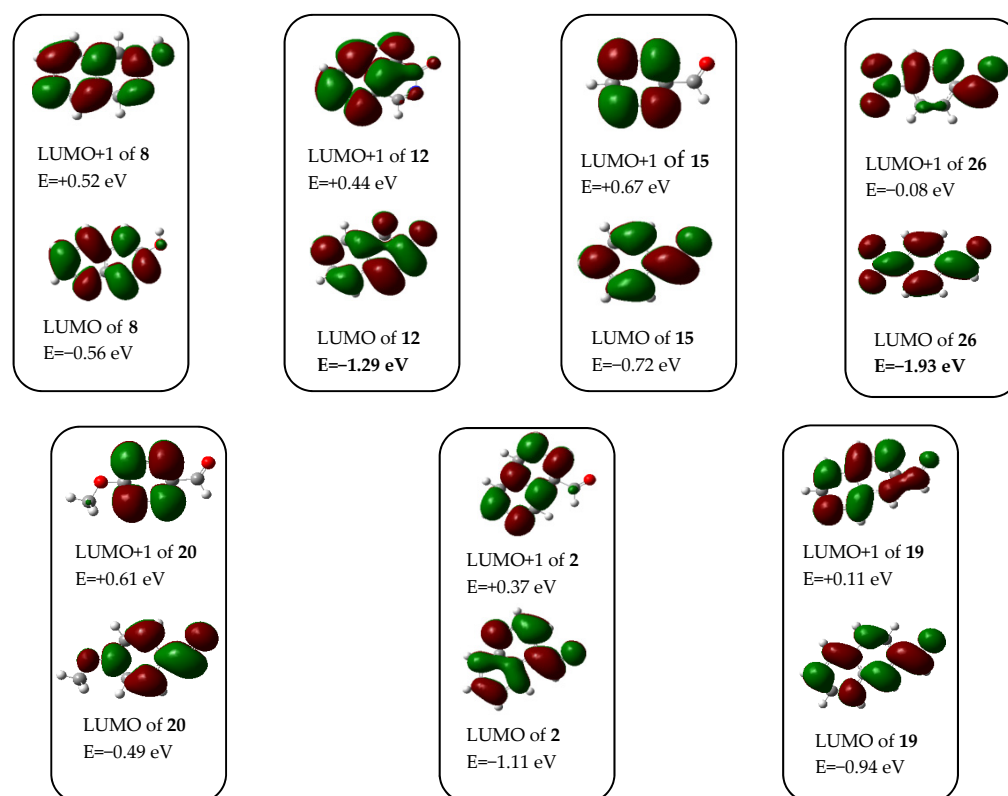 LUMO+1 of 8
E=+0.52 eV
LUMO of 8
E=−0.56 eV
LUMO+1 of 12
E=+0.44 eV
LUMO of 12
E=−1.29 eV
LUMO+1 of 15
E=+0.67 eV
LUMO of 15
E=−0.72 eV
LUMO+1 of 26
E=−0.08 eV
LUMO of 26
E=−1.93 eV
LUMO+1 of 20
E=+0.61 eV
LUMO of 20
E=−0.49 eV
LUMO+1 of 2
E=+0.37 eV
LUMO of 2
E=−1.11 eV
LUMO+1 of 19
E=+0.11 eV
LUMO of 19
E=−0.94 eV